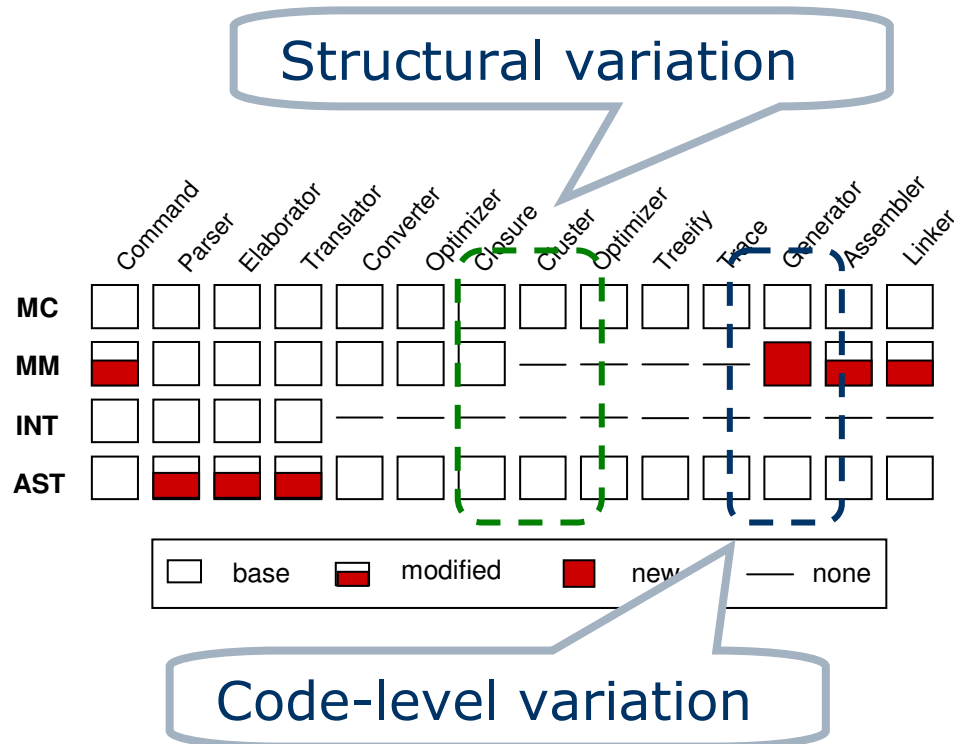 Structural variation
Command Parser Elaborator Translator Converter Optimizer Closure Cluster Optimizer Treeify Trace Generator Assembler Linker
MC
MM
INT
AST
base modified new none
Code-level variation